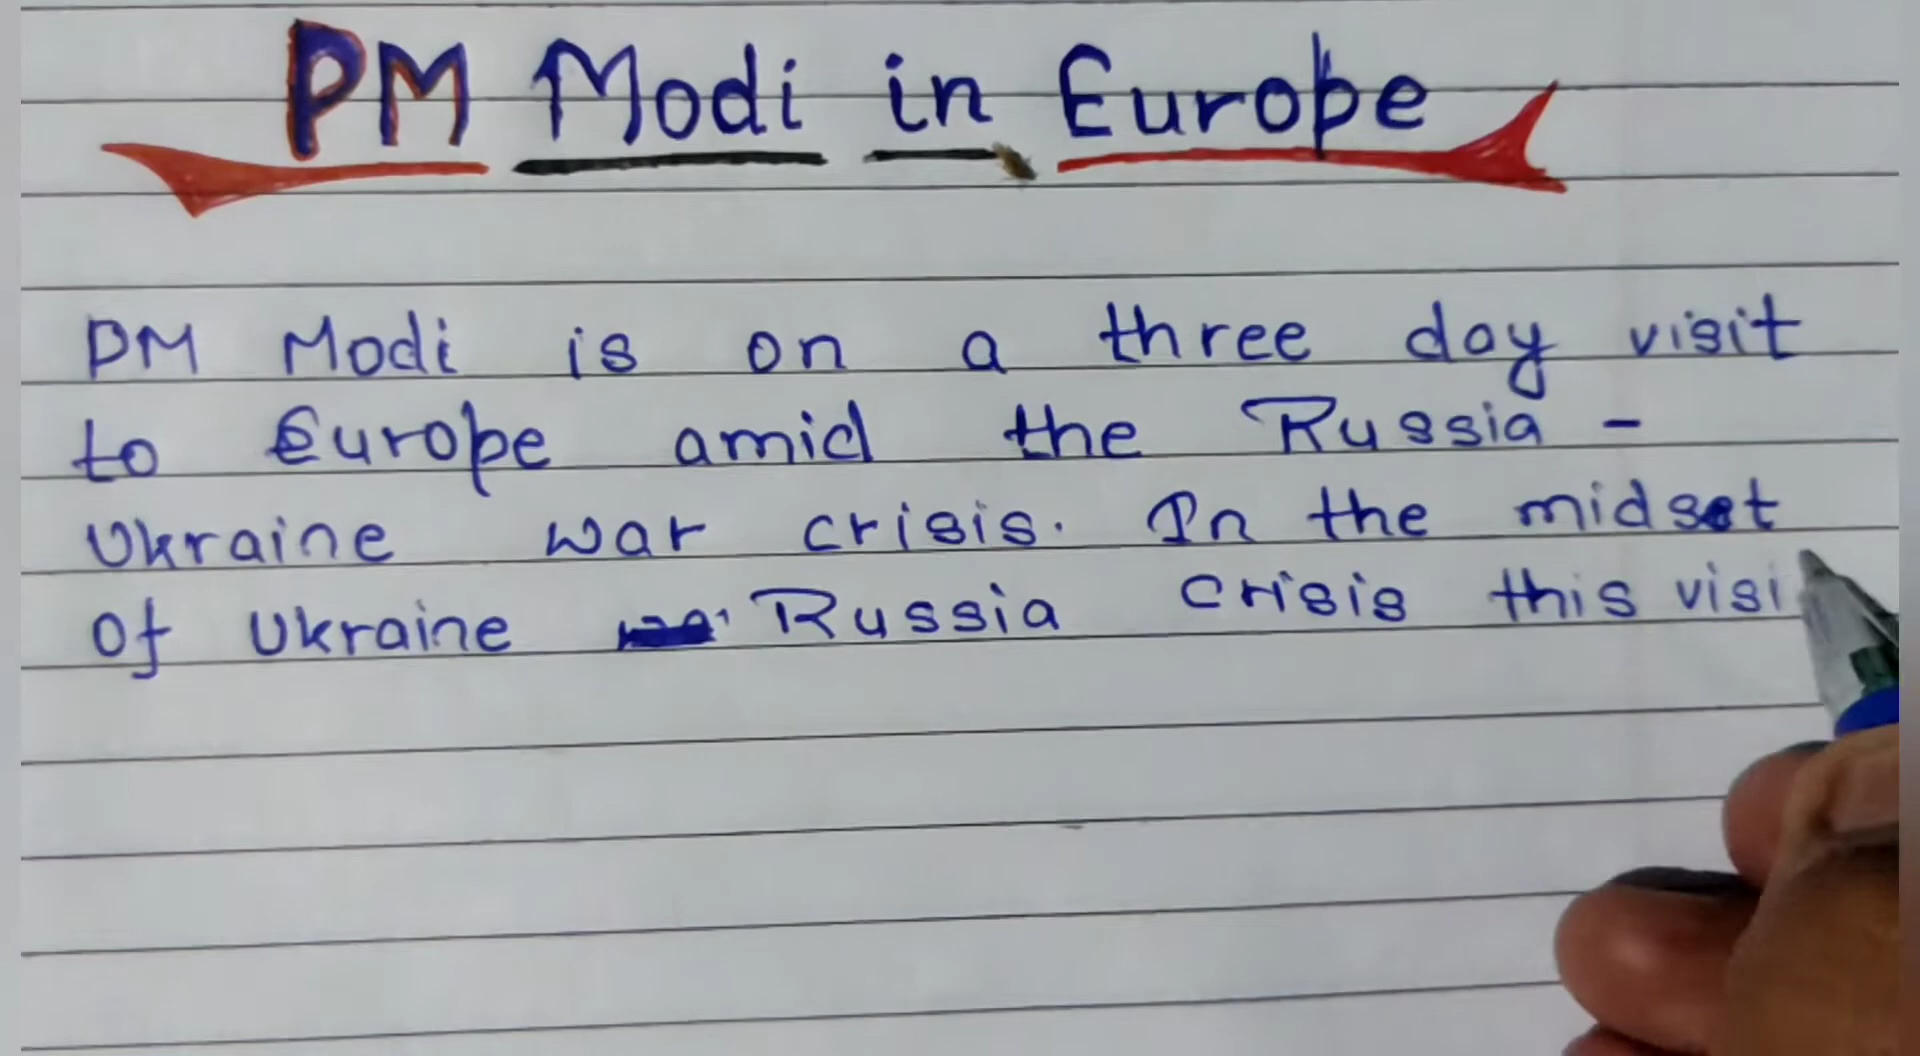 PM Modi in Europe
PM Modi is on a three day visit
to Europe amid the Russia -
Ukraine war crisis. In the midset
of Ukraine Russia crisis this visi